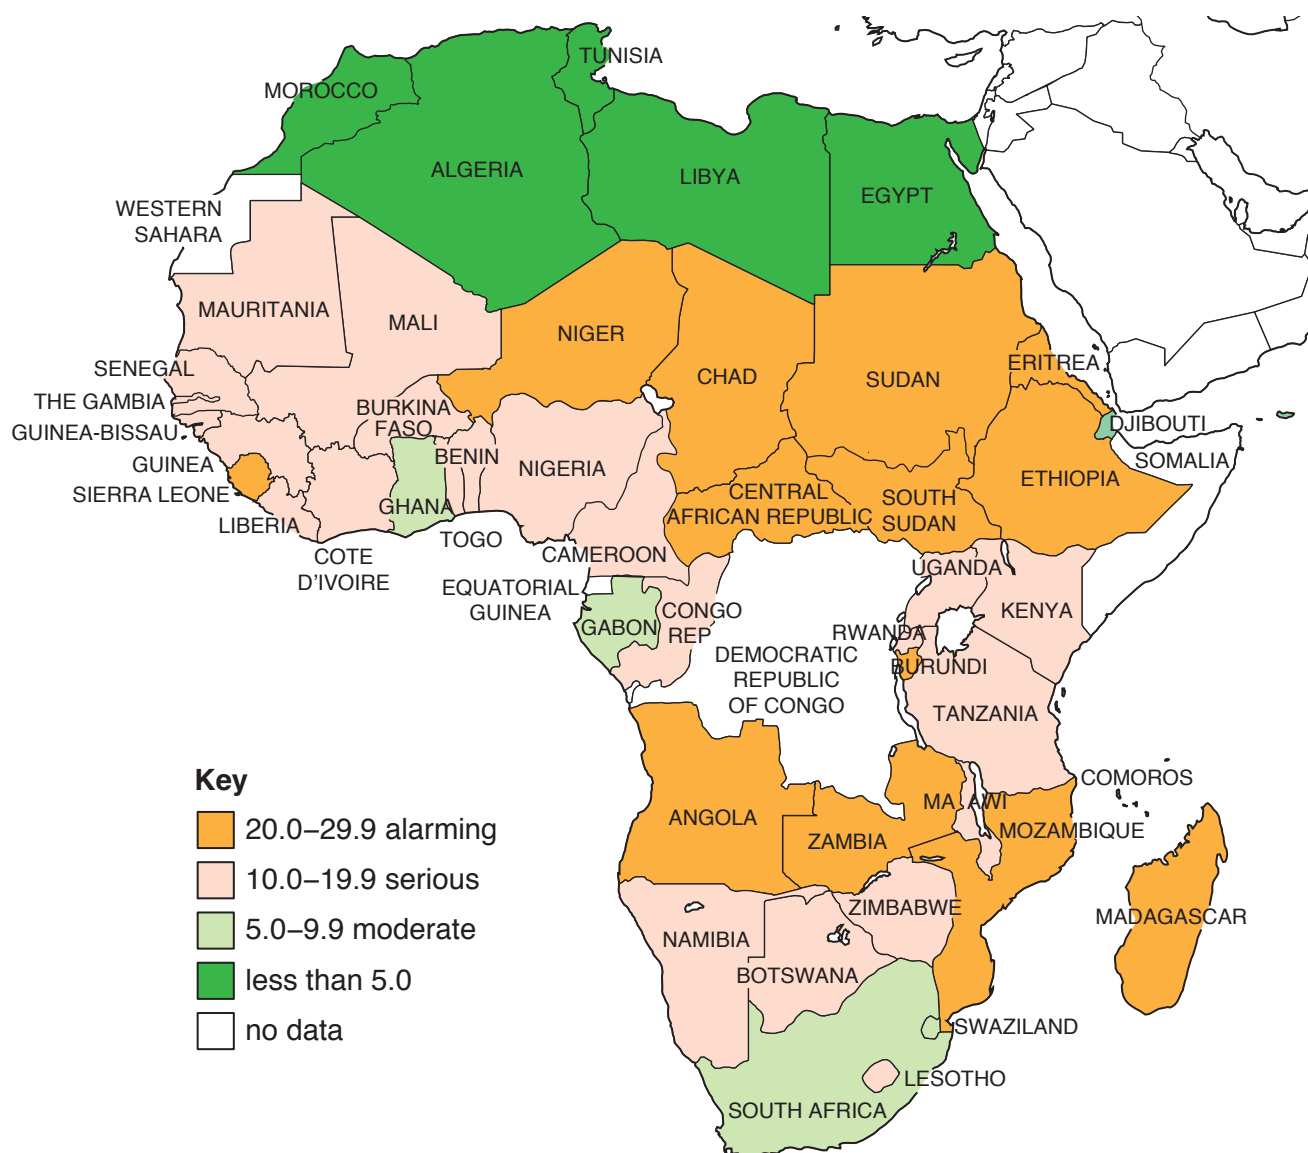 TUNISIA
MOROCCO
ALGERIA
LIBYA
EGYPT
WESTERN
SAHARA
MAURITANIA
MALI
NIGER
CHAD
SUDAN
ERITREA
SENEGAL
THE GAMBIA
GUINEA-BISSAU
GUINEA
SIERRA LEONE
LIBERIA
COTE
D'IVOIRE
BURKINA
FASO
GHANA
BENIN
TOGO
NIGERIA
CAMEROON
EQUATORIAL
GUINEA
GABON
CONGO
REP
CENTRAL
AFRICAN REPUBLIC
SOUTH
SUDAN
DJIBOUTI
SOMALIA
ETHIOPIA
UGANDA
KENYA
RWANDA
BURUNDI
DEMOCRATIC
REPUBLIC
OF CONGO
TANZANIA
COMOROS
ANGOLA
ZAMBIA
MALAWI
MOZAMBIQUE
MADAGASCAR
ZIMBABWE
NAMIBIA
BOTSWANA
SWAZILAND
LESOTHO
SOUTH AFRICA
Key
20.0–29.9 alarming
10.0–19.9 serious
5.0–9.9 moderate
less than 5.0
no data